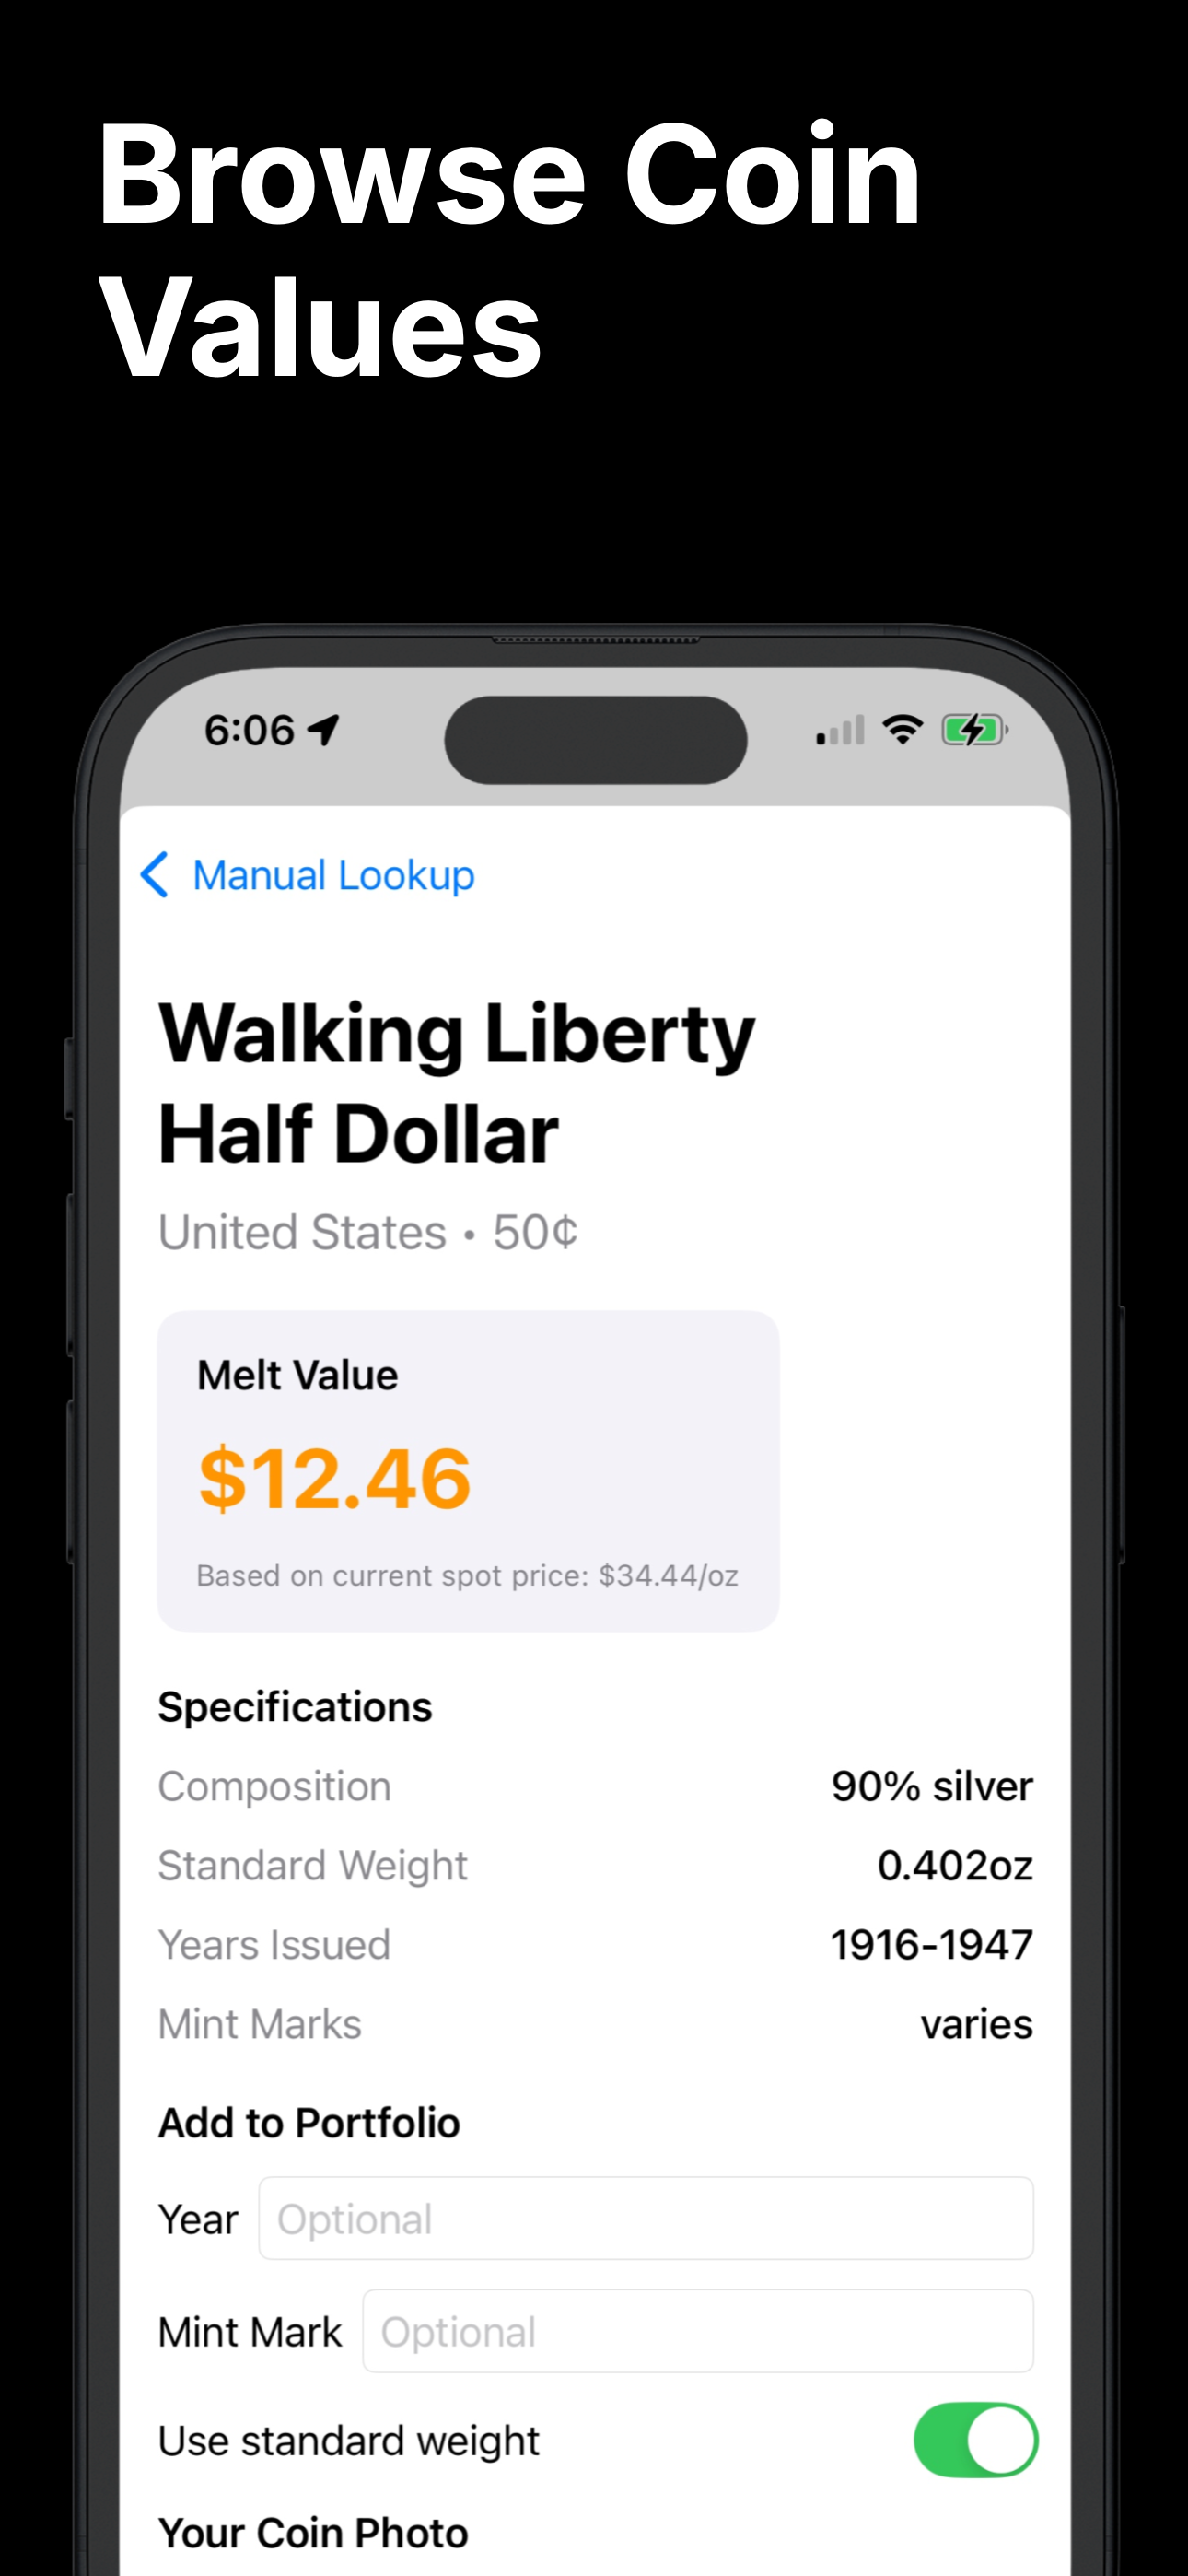 Browse Coin
Values
6:06
Manual Lookup
Walking Liberty
Half Dollar
United States • 50¢
Melt Value
$12.46
Based on current spot price: $34.44/oz
Specifications
Composition 90% silver
Standard Weight 0.402oz
Years Issued 1916-1947
Mint Marks varies
Add to Portfolio
Year Optional
Mint Mark Optional
Use standard weight
Your Coin Photo